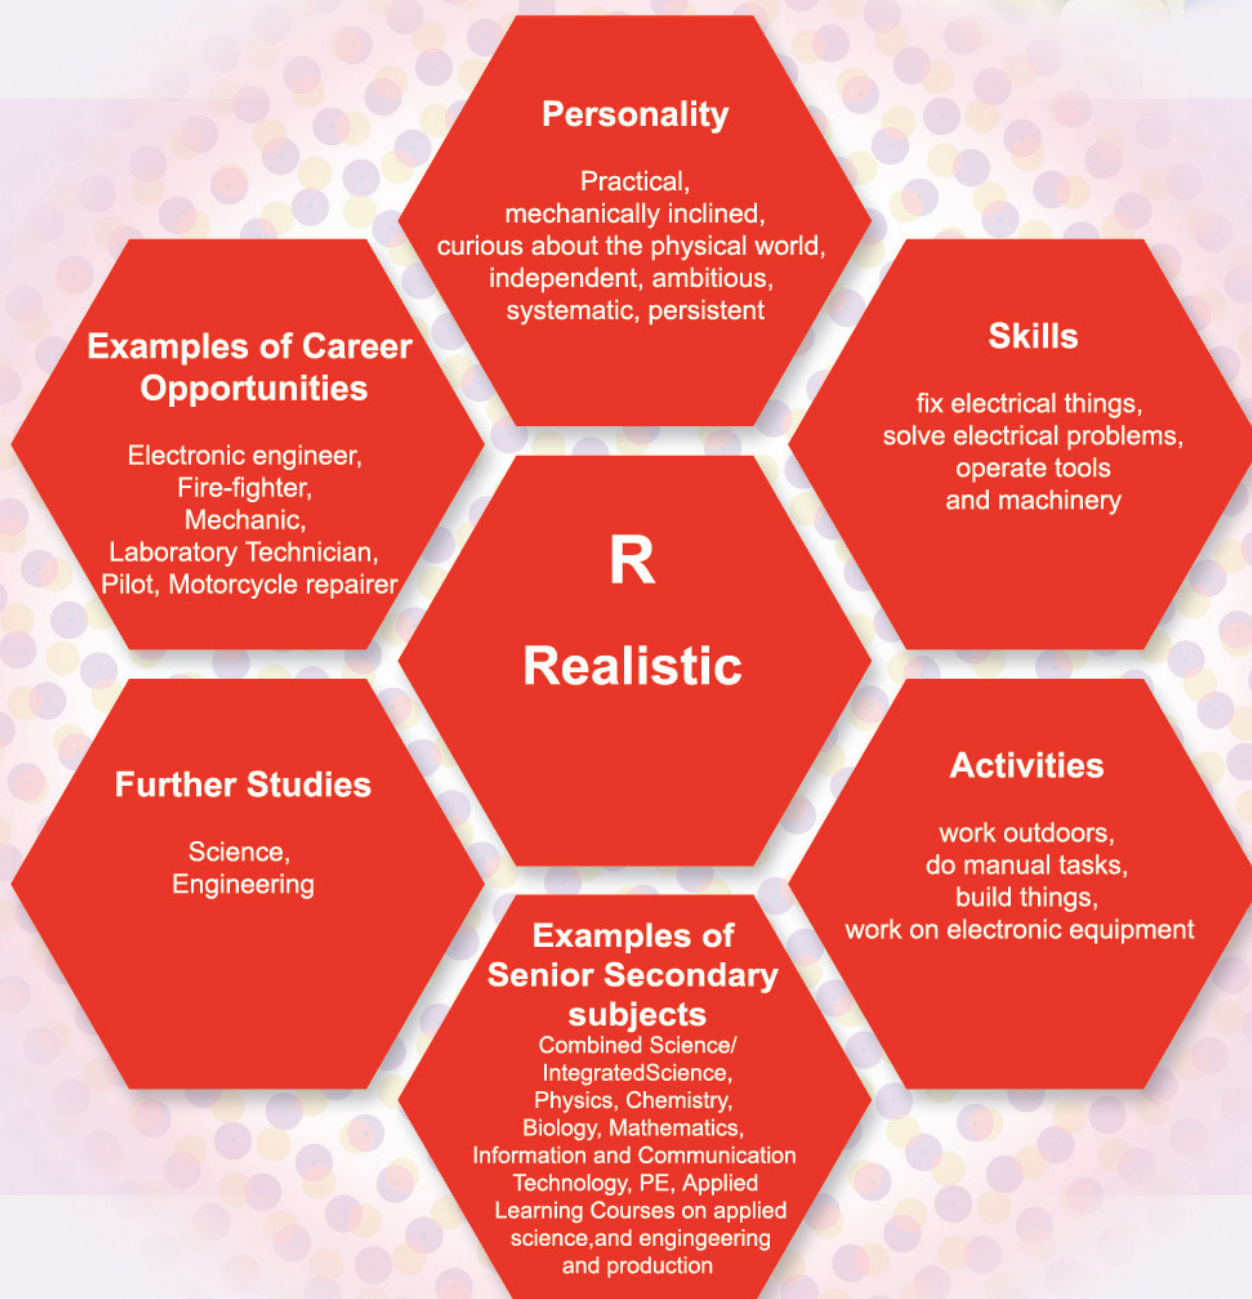 Personality
Practical,
mechanically inclined,
curious about the physical world,
independent, ambitious,
systematic, persistent
Examples of Career
Opportunities
Electronic engineer,
Fire-fighter,
Mechanic,
Laboratory Technician,
Pilot, Motorcycle repairer
Skills
fix electrical things,
solve electrical problems,
operate tools
and machinery
R
Realistic
Further Studies
Science,
Engineering
Activities
work outdoors,
do manual tasks,
build things,
work on electronic equipment
Examples of
Senior Secondary
subjects
Combined Science/
IntegratedScience,
Physics, Chemistry,
Biology, Mathematics,
Information and Communication
Technology, PE, Applied
Learning Courses on applied
science,and engingeering
and production